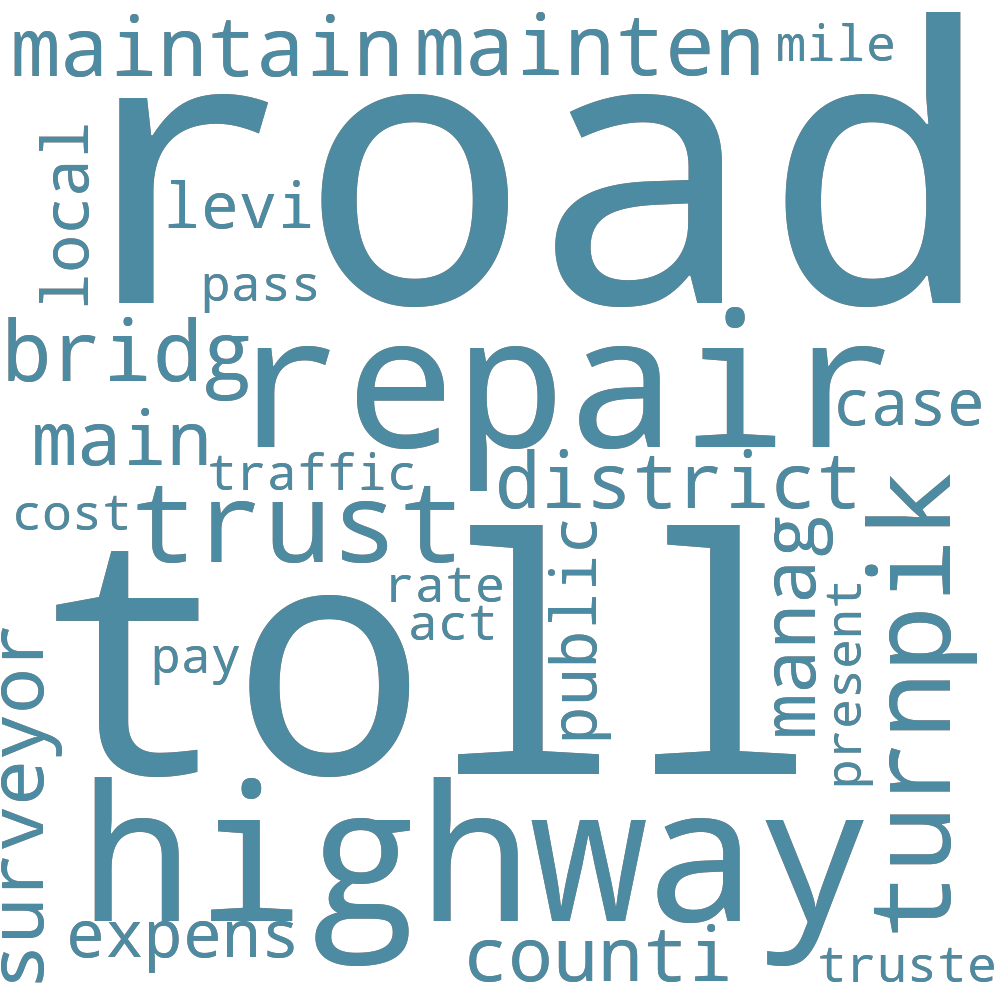 maintain
mainten
mile
road
local
levi
pass
bridg
repair
case
main
traffic
district
cost
trust
turnpik
toll
public
manag
rate
act
present
pay
surveyor
highway
expens
counti
truste